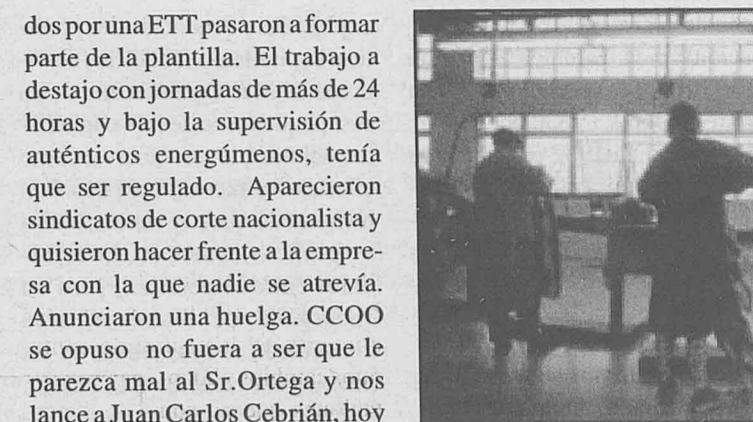 dos por una ETT pasaron a formar
parte de la plantilla. El trabajo a
destajo con jornadas de más de 24
horas y bajo la supervisión de
auténticos energúmenos, tenía
que ser regulado. Aparecieron
sindicatos de corte nacionalista y
quisieron hacer frente a la empre-
sa con la que nadie se atrevía.
Anunciaron una huelga. CCOO
se opuso no fuera a ser que le
parezca mal al Sr.Ortega y nos
lance a Juan Carlos Cebrián, hoy